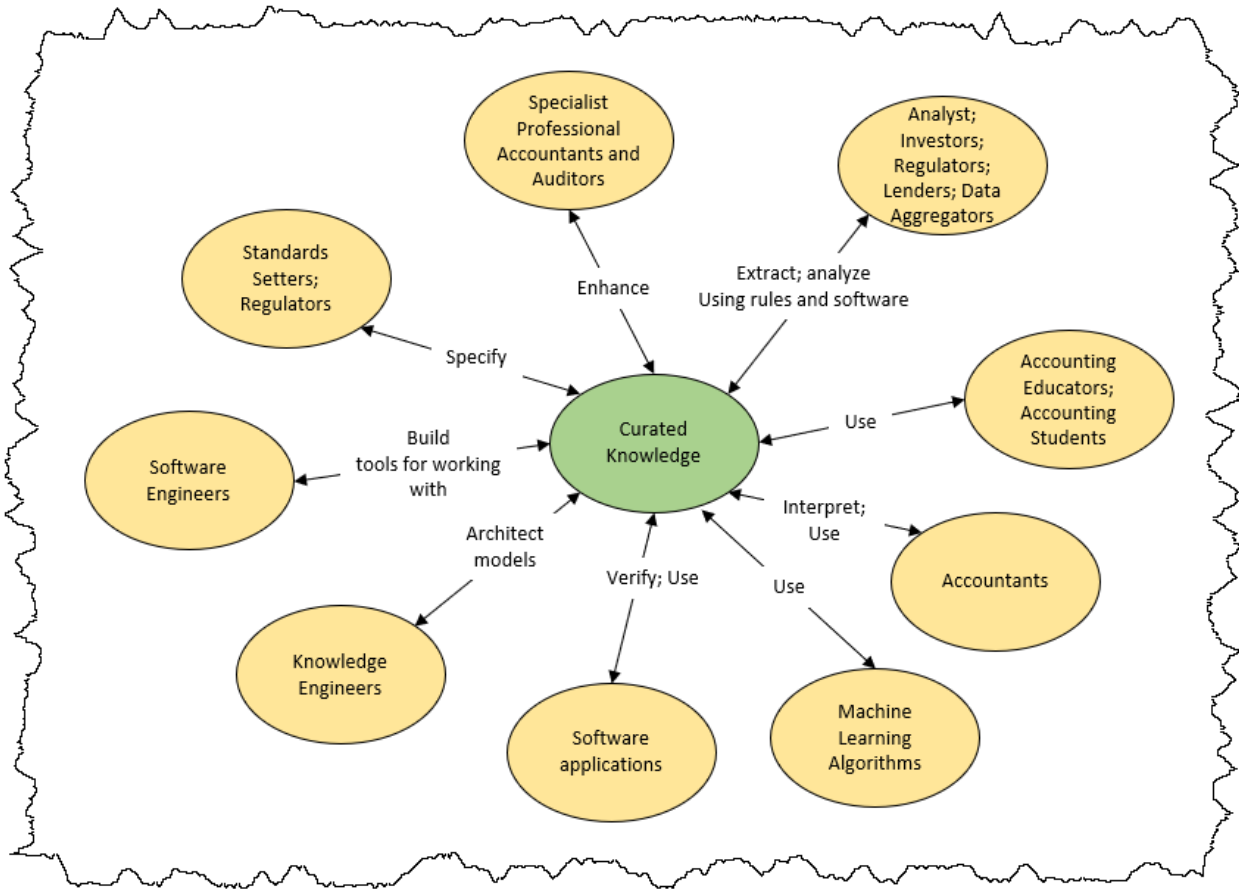 Specialist
Professional
Accountants and
Auditors
Analyst;
Investors;
Regulators;
Lenders; Data
Aggregators
Standards
Setters;
Regulators
Enhance
Extract; analyze
Using rules and software
Specify
Accounting
Educators;
Accounting
Students
Use
Curated
Knowledge
Build
tools for working
with
Software
Engineers
Interpret;
Use
Architect
models
Verify; Use
Use
Accountants
Knowledge
Engineers
Software
applications
Machine
Learning
Algorithms